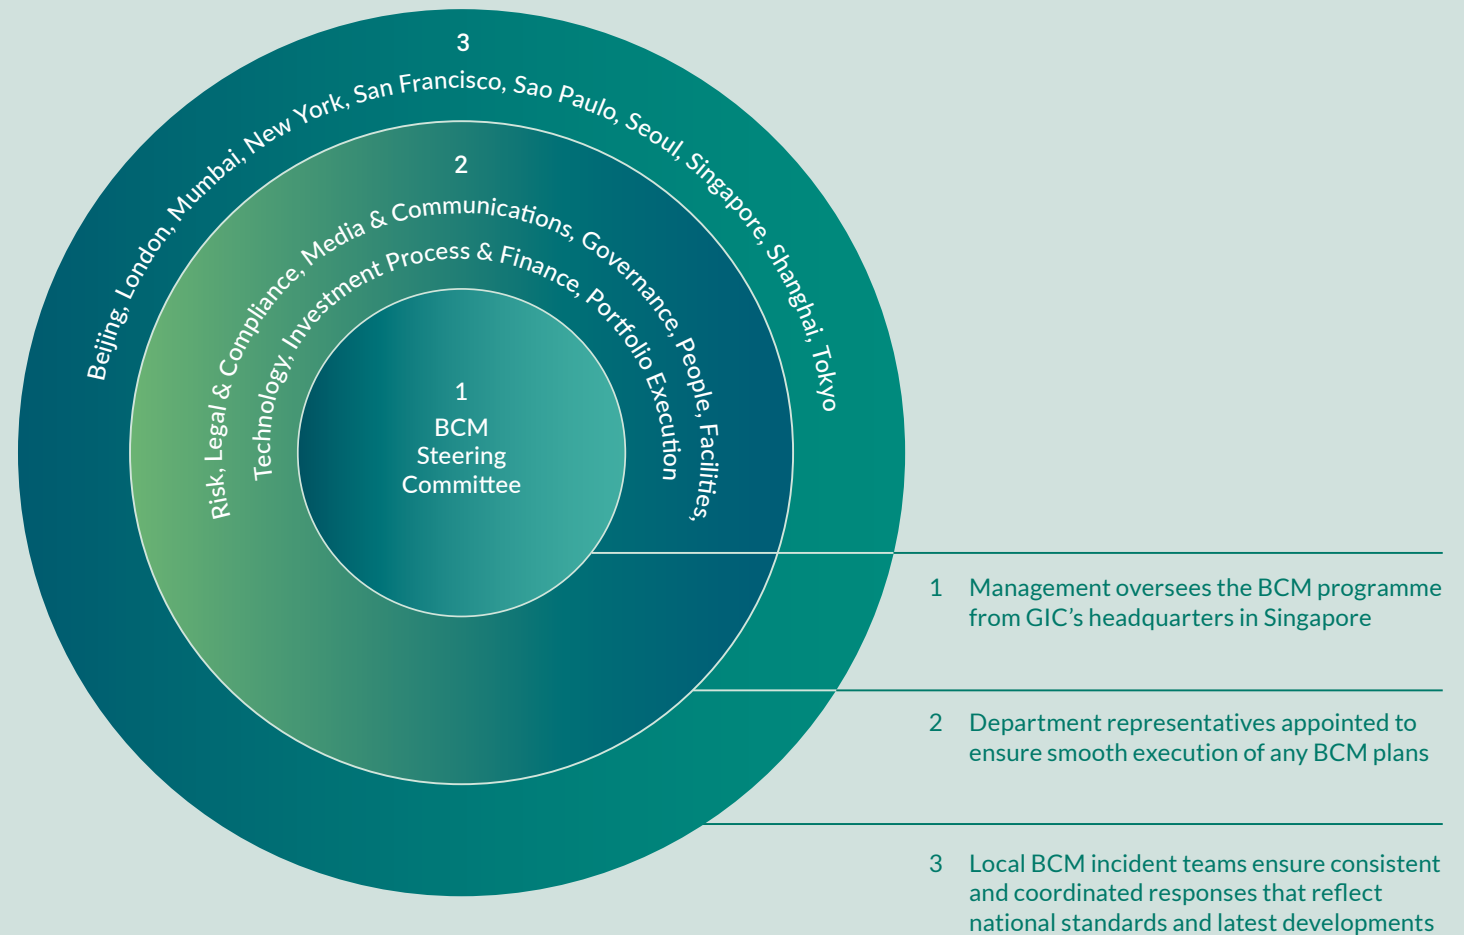 3
Beijing, London, Mumbai, New York, San Francisco, Sao Paulo, Seoul, Singapore, Shanghai, Tokyo
2
Risk, Legal & Compliance, Media & Communications, Governance, People, Facilities,
Technology, Investment Process & Finance, Portfolio Execution
1
BCM
Steering
Committee
1 Management oversees the BCM programme
from GIC’s headquarters in Singapore
2 Department representatives appointed to
ensure smooth execution of any BCM plans
3 Local BCM incident teams ensure consistent
and coordinated responses that reflect
national standards and latest developments